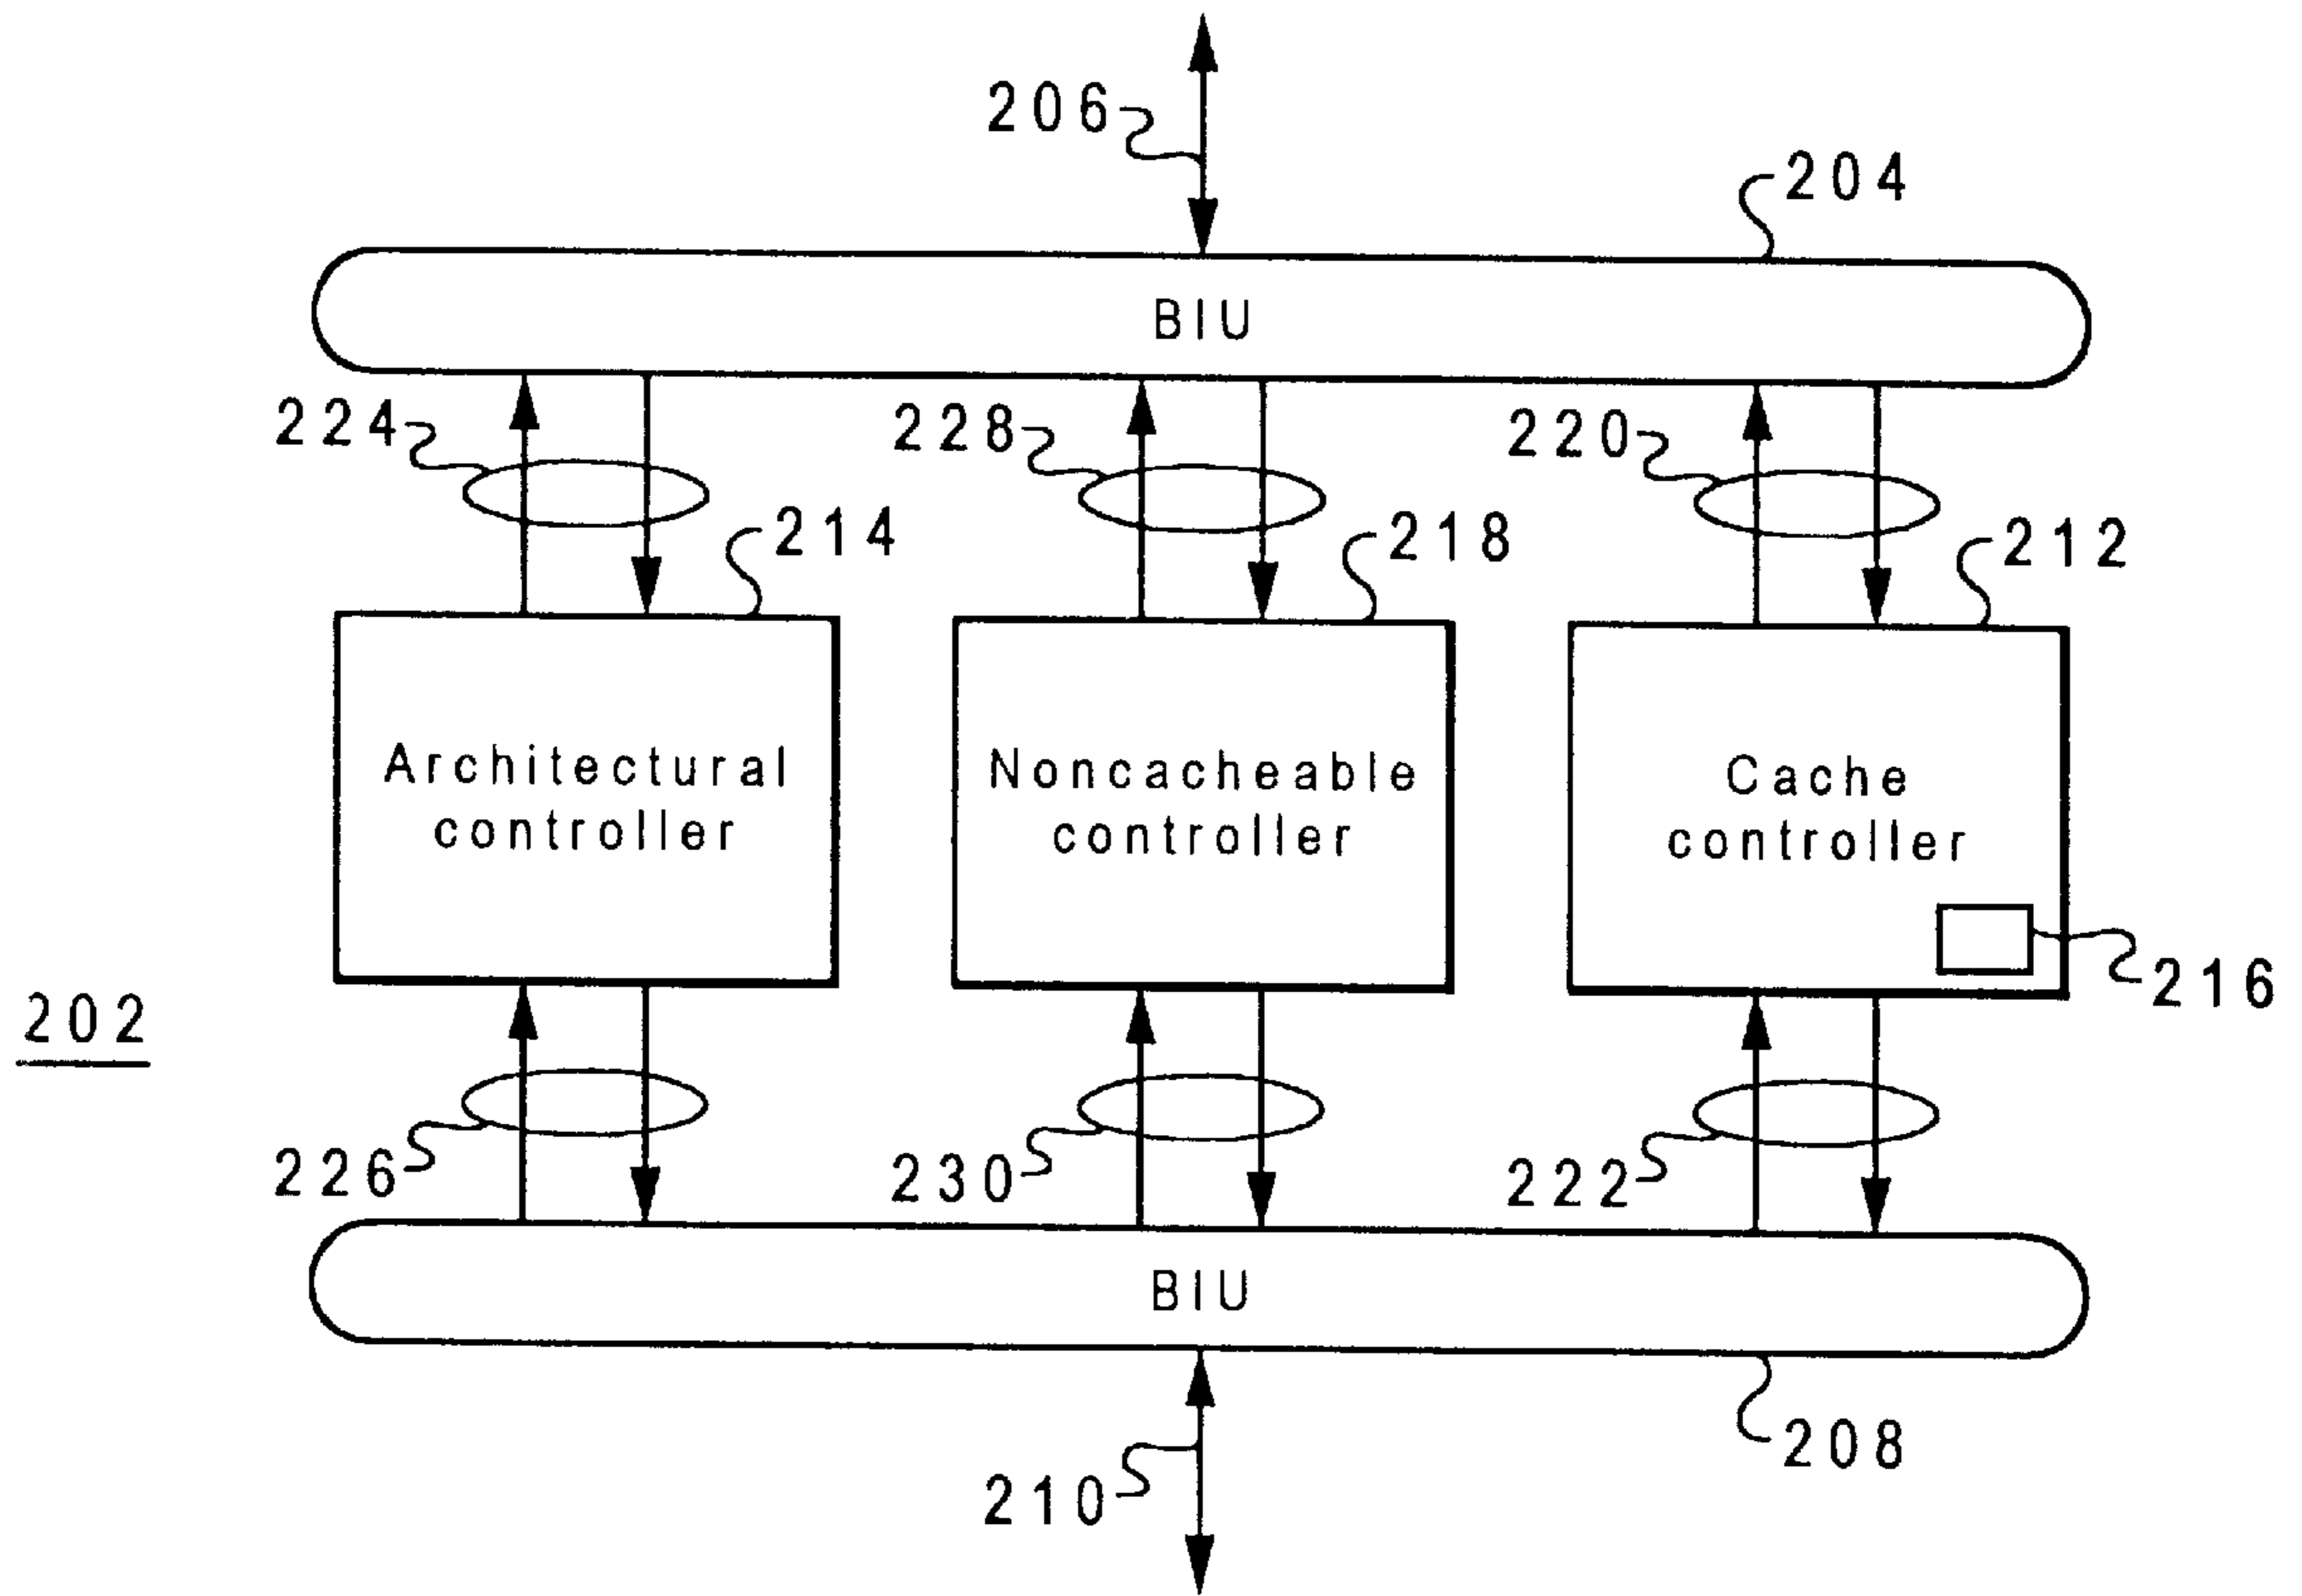 206
204
BIU
224
228
220
214
218
212
Architectural
controller
Noncacheable
controller
Cache
controller
216
202
226
230
222
BIU
208
210